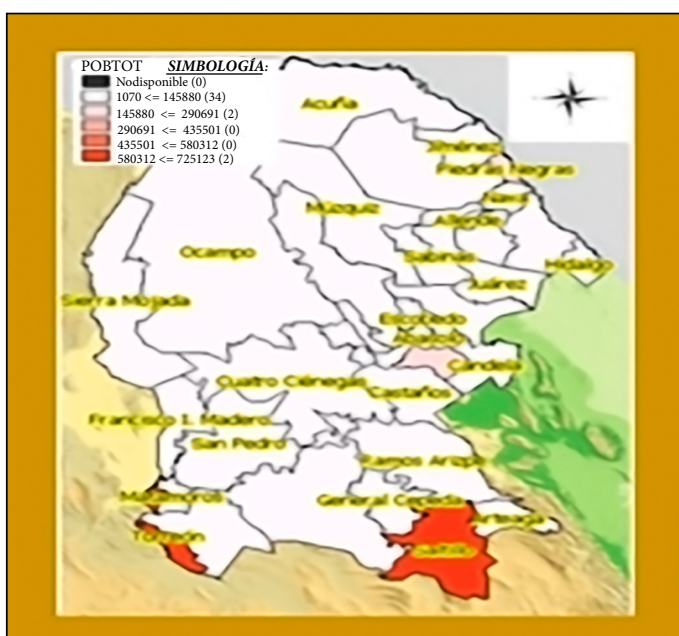 POBTOT SIMBOLOGÍA:
Nodisponible (0)
1070 <= 145880 (34)
145880 <= 290691 (2)
290691 <= 435501 (0)
435501 <= 580312 (0)
580312 <= 725123 (2)
Acuña
Jiménez
Piedras Negras
Nava
Múzquiz
Allende
Ocampo
Sabinas
Hidalgo
Juárez
Sierra Mojada
Escobedo
Abasolo
Candela
Cuatro Ciénegas
Castaños
Francisco I. Madero
San Pedro
Ramos Arizpe
Matamoros
General Cepeda
Arteaga
Torreón
Saltillo